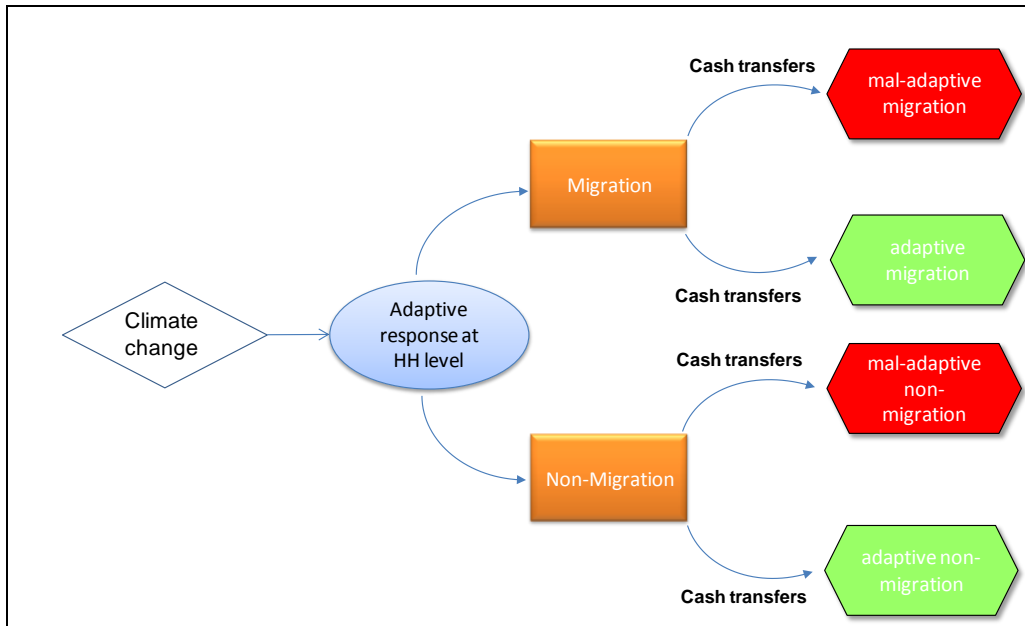 Cash transfers
mal-adaptive
migration
Migration
adaptive
migration
Cash transfers
Climate
change
Adaptive
response at
HH level
Cash transfers
mal-adaptive
non-
migration
Non-Migration
adaptive non-
migration
Cash transfers